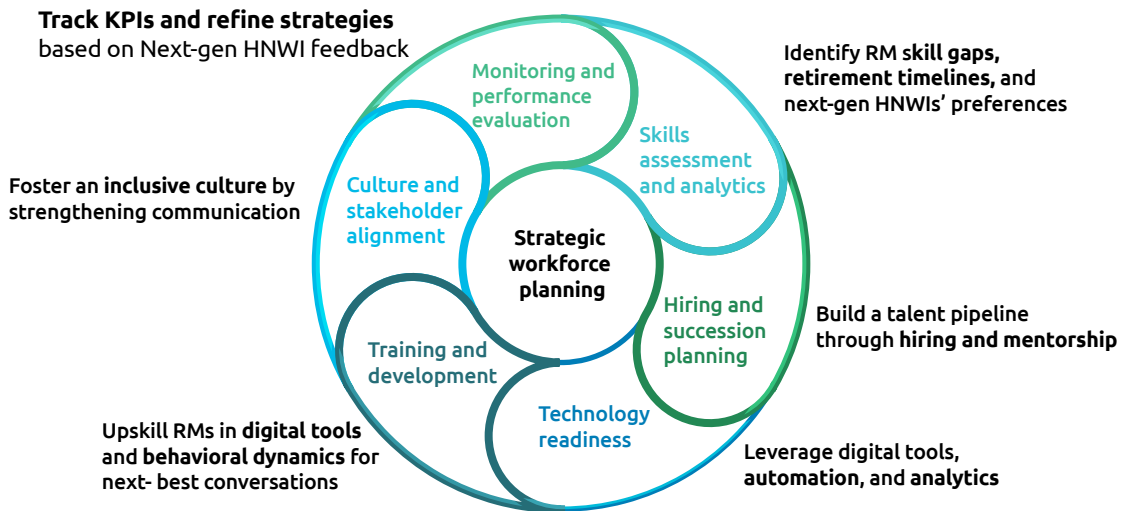 Track KPIs and refine strategies
based on Next-gen HNWI feedback
Monitoring and
performance
evaluation
Identify RM skill gaps,
retirement timelines, and
next-gen HNWIs’ preferences
Skills
assessment
and analytics
Foster an inclusive culture by
strengthening communication
Culture and
stakeholder
alignment
Strategic
workforce
planning
Hiring and
succession
planning
Build a talent pipeline
through hiring and mentorship
Training and
development
Technology
readiness
Upskill RMs in digital tools
and behavioral dynamics for
next- best conversations
Leverage digital tools,
automation, and analytics